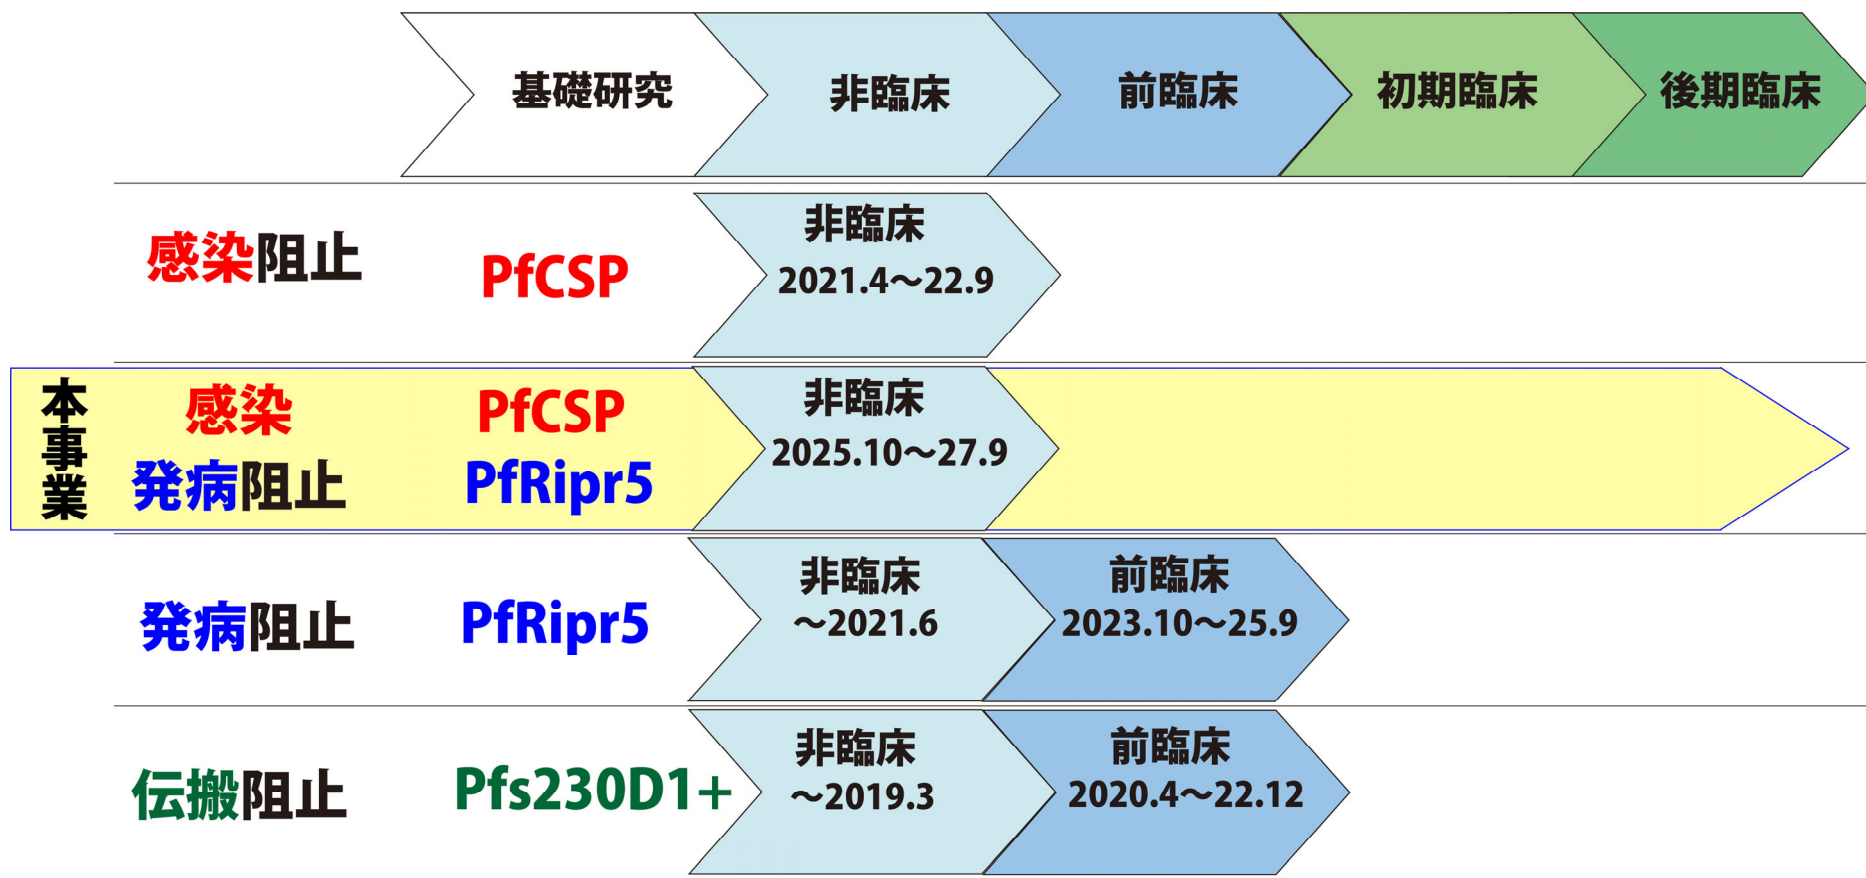 基礎研究
非臨床
前臨床
初期臨床
後期臨床
感染阻止
PfCSP
非臨床
2021.4～22.9
本事業
感染
発病阻止
PfCSP
PfRipr5
非臨床
2025.10～27.9
発病阻止
PfRipr5
非臨床
～2021.6
前臨床
2023.10～25.9
伝搬阻止
Pfs230D1+
非臨床
～2019.3
前臨床
2020.4～22.12